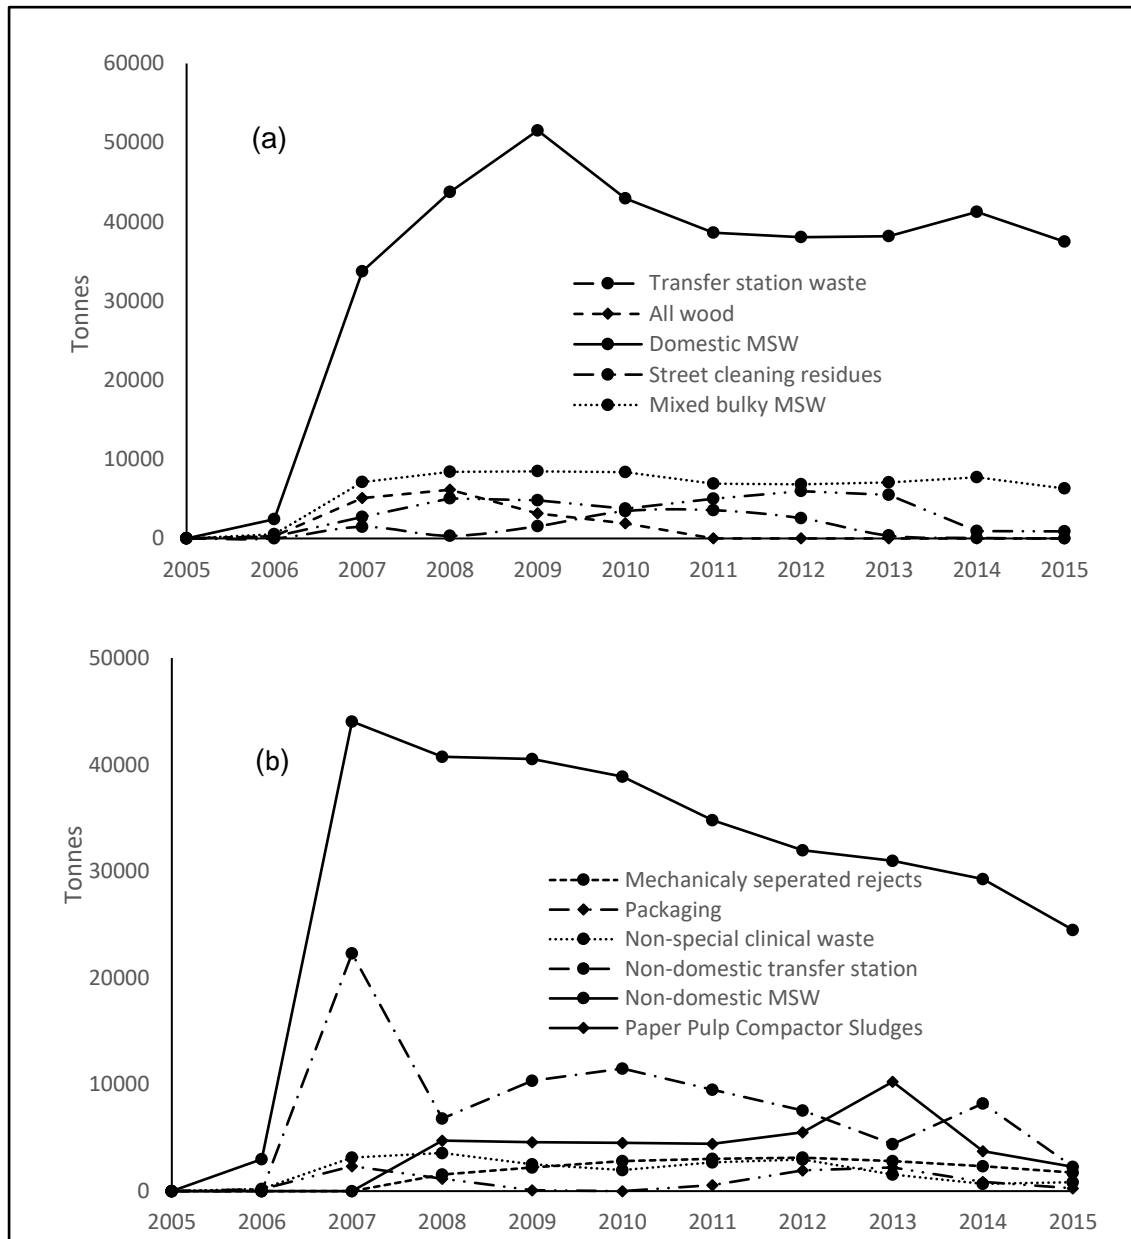 60000
50000
40000
30000
20000
10000
0
Tonnes
(a)
Transfer station waste
All wood
Domestic MSW
Street cleaning residues
Mixed bulky MSW
2005 2006 2007 2008 2009 2010 2011 2012 2013 2014 2015
50000
40000
30000
20000
10000
0
Tonnes
(b)
Mechanicaly seperated rejects
Packaging
Non-special clinical waste
Non-domestic transfer station
Non-domestic MSW
Paper Pulp Compactor Sludges
2005 2006 2007 2008 2009 2010 2011 2012 2013 2014 2015